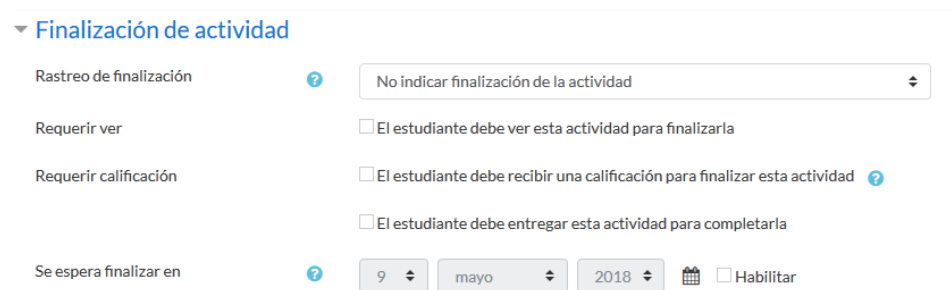 Finalización de actividad
Rastreo de finalización No indicar finalización de la actividad
Requerir ver El estudiante debe ver esta actividad para finalizarla
Requerir calificación El estudiante debe recibir una calificación para finalizar esta actividad
El estudiante debe entregar esta actividad para completarla
Se espera finalizar en 9 mayo 2018 Habilitar